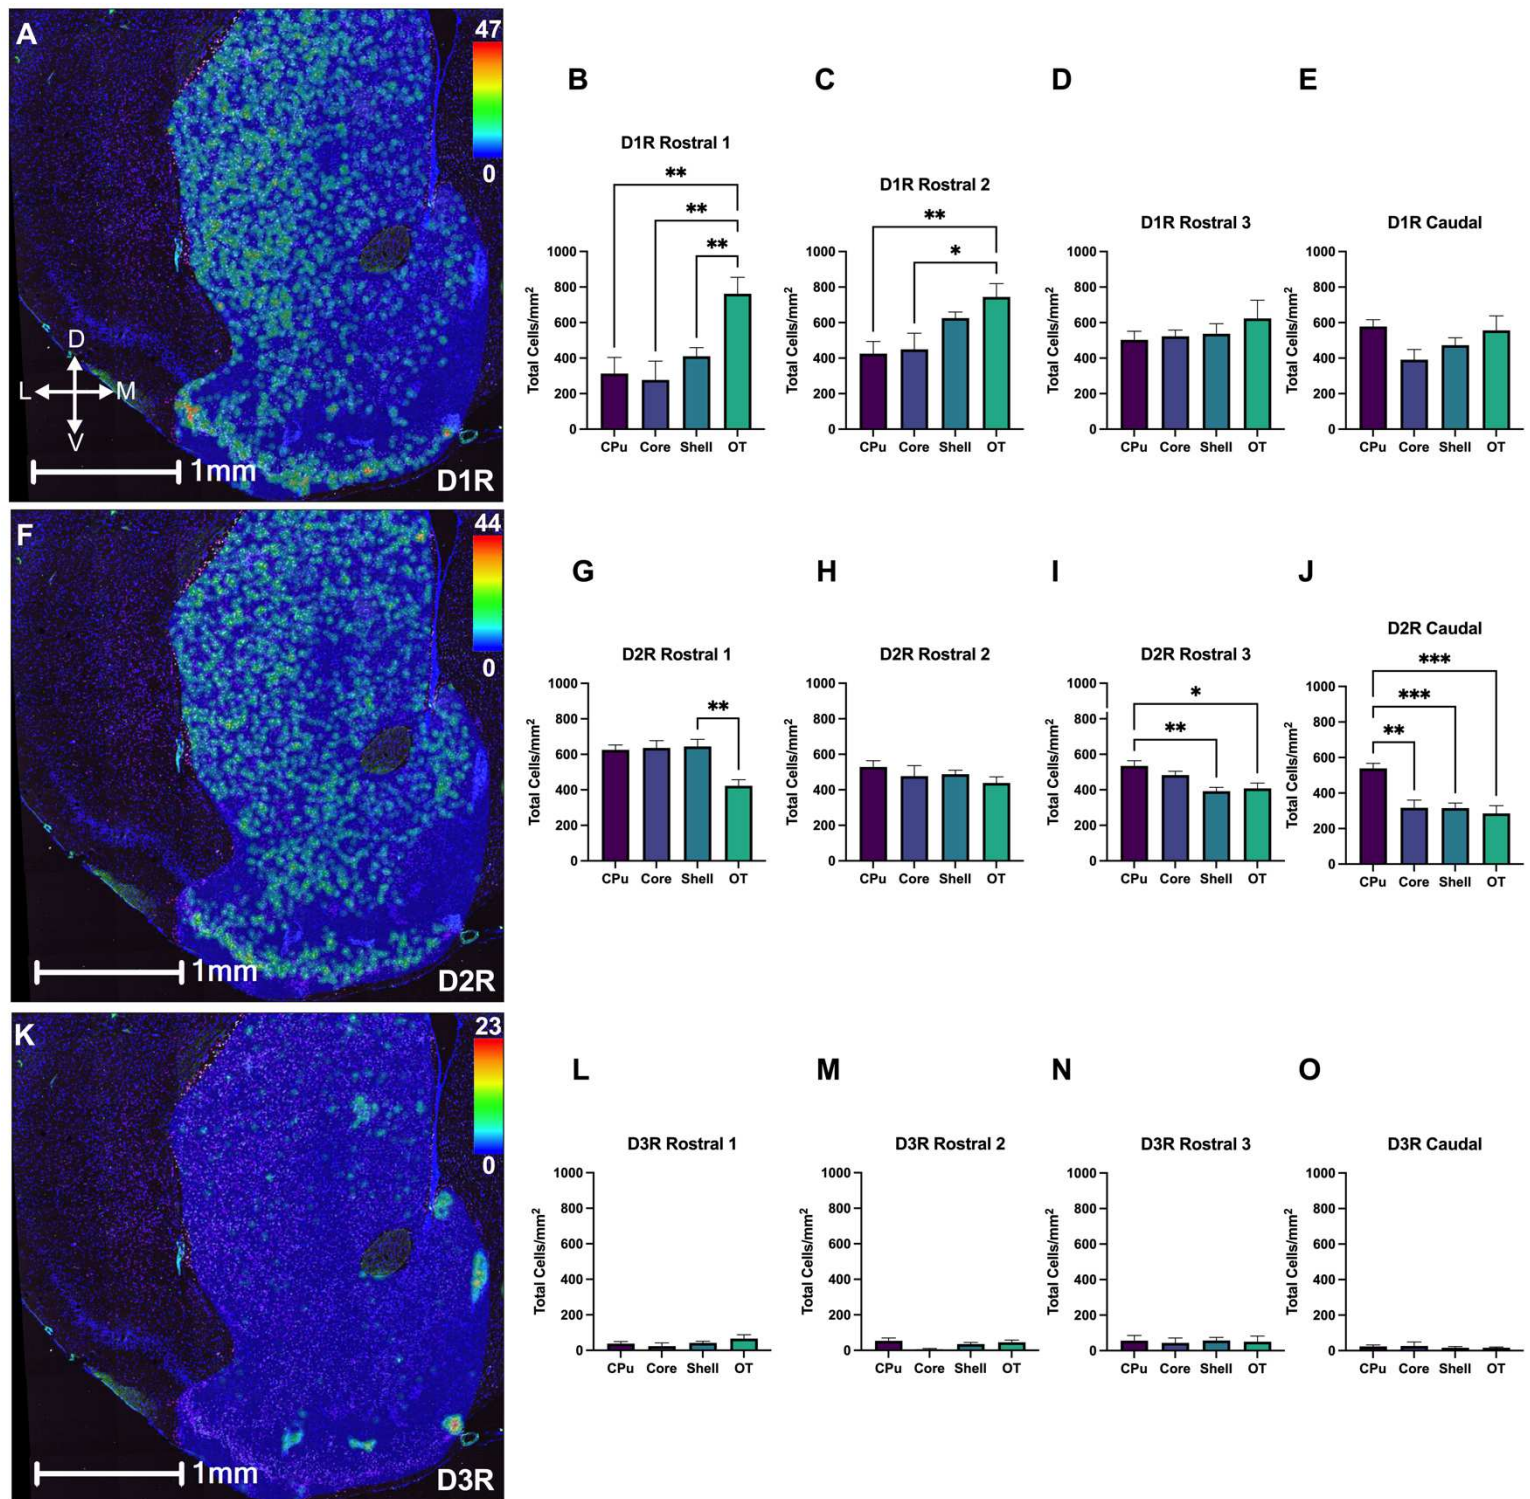 A
47
0
D
L M
V
1mm
D1R
B
D1R Rostral 1
**
**
**
Total Cells/mm²
1000
800
600
400
200
0
CPu Core Shell OT
C
D1R Rostral 2
**
*
Total Cells/mm²
1000
800
600
400
200
0
CPu Core Shell OT
D
D1R Rostral 3
Total Cells/mm²
1000
800
600
400
200
0
CPu Core Shell OT
E
D1R Caudal
Total Cells/mm²
1000
800
600
400
200
0
CPu Core Shell OT
F
44
0
1mm
D2R
G
D2R Rostral 1
**
Total Cells/mm²
1000
800
600
400
200
0
CPu Core Shell OT
H
D2R Rostral 2
Total Cells/mm²
1000
800
600
400
200
0
CPu Core Shell OT
I
D2R Rostral 3
*
**
Total Cells/mm²
1000
800
600
400
200
0
CPu Core Shell OT
J
D2R Caudal
***
***
**
Total Cells/mm²
1000
800
600
400
200
0
CPu Core Shell OT
K
23
0
1mm
D3R
L
D3R Rostral 1
Total Cells/mm²
1000
800
600
400
200
0
CPu Core Shell OT
M
D3R Rostral 2
Total Cells/mm²
1000
800
600
400
200
0
CPu Core Shell OT
N
D3R Rostral 3
Total Cells/mm²
1000
800
600
400
200
0
CPu Core Shell OT
O
D3R Caudal
Total Cells/mm²
1000
800
600
400
200
0
CPu Core Shell OT